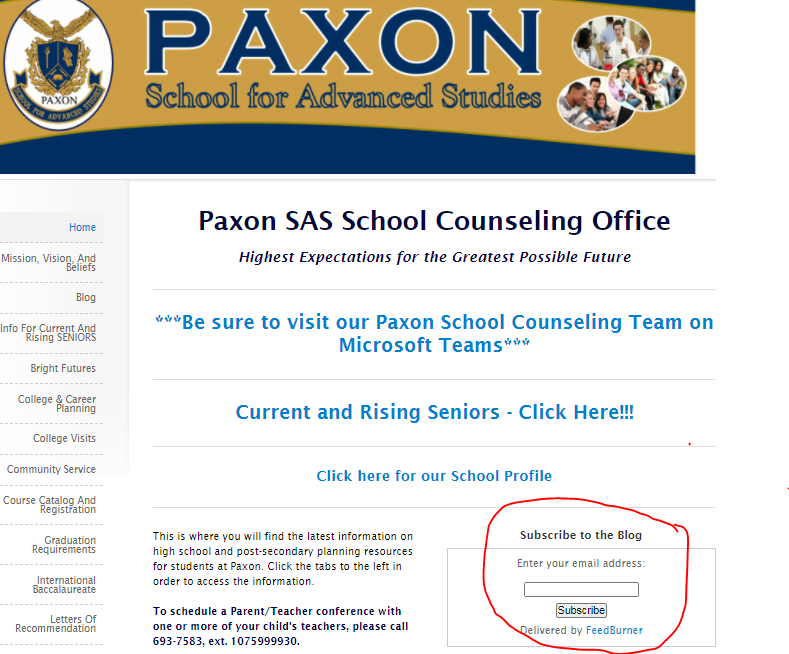 PAXON
School for Advanced Studies
PAXON
SCHOOL FOR ADVANCED STUDIES
Home
Mission, Vision, And
Beliefs
Blog
Info For Current And
Rising SENIORS
Bright Futures
College & Career
Planning
College Visits
Community Service
Course Catalog And
Registration
Graduation
Requirements
International
Baccalaureate
Letters Of
Recommendation
Paxon SAS School Counseling Office
Highest Expectations for the Greatest Possible Future
***Be sure to visit our Paxon School Counseling Team on
Microsoft Teams***
Current and Rising Seniors - Click Here!!!
Click here for our School Profile
This is where you will find the latest information on
high school and post-secondary planning resources
for students at Paxon. Click the tabs to the left in
order to access the information.
To schedule a Parent/Teacher conference with
one or more of your child's teachers, please call
693-7583, ext. 1075999930.
Subscribe to the Blog
Enter your email address:
Subscribe
Delivered by FeedBurner